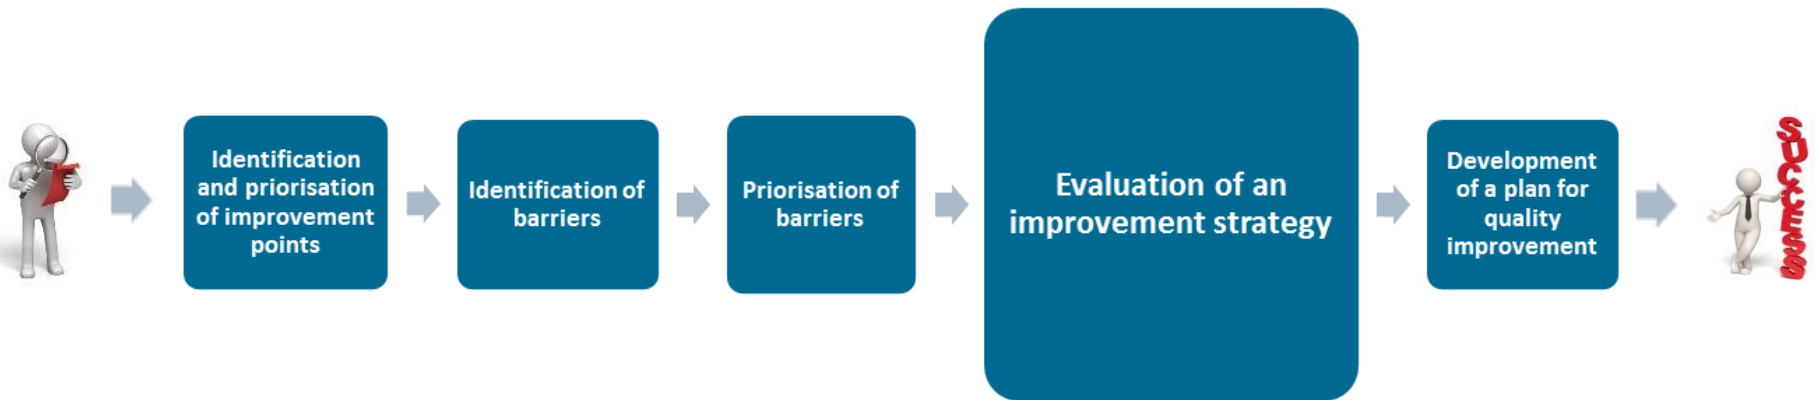 Identification
and priorisation
of improvement
points
Identification of
barriers
Priorisation of
barriers
Evaluation of an
improvement strategy
Development
of a plan for
quality
improvement
SUCCESS